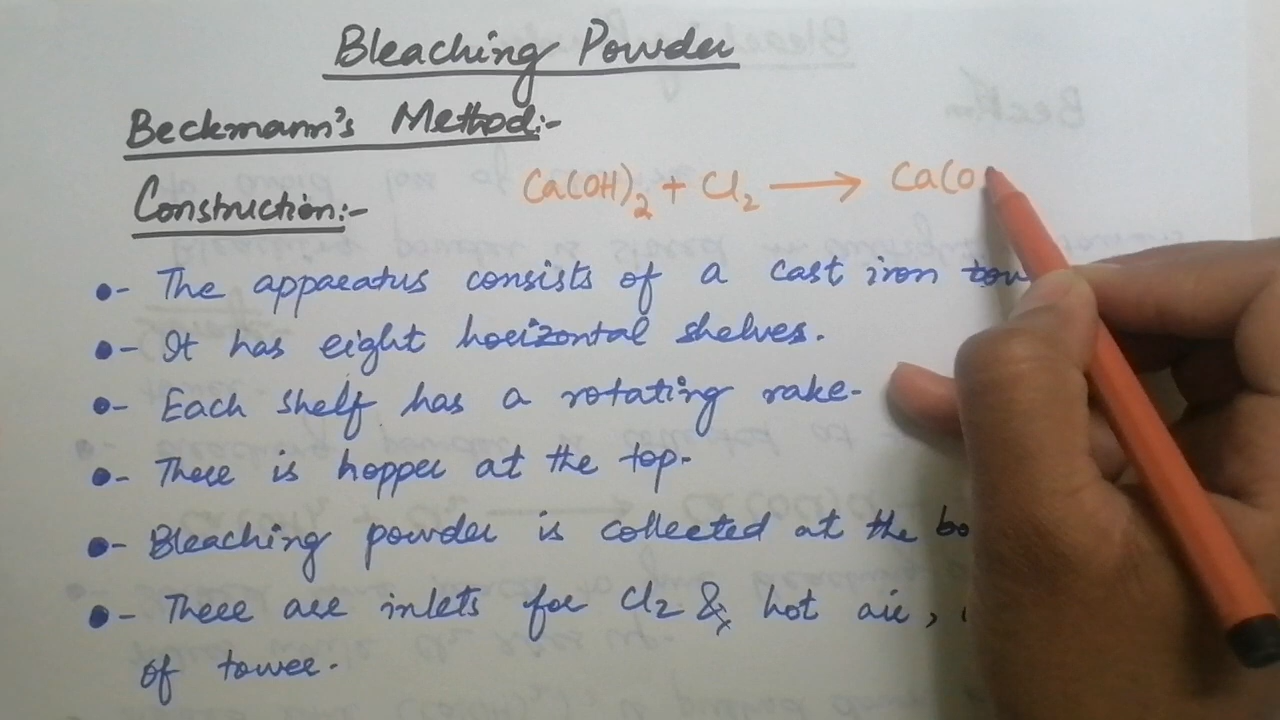 Bleaching Powder
Beckmann's Method:-
Construction:- Ca(OH)2 + Cl2 ⟶ Ca(O
•- The apparatus consists of a cast iron tow
•- It has eight horizontal shelves.
•- Each shelf has a rotating rake-
•- There is hopper at the top-
•- Bleaching powder is collected at the bo
•- There are inlets for Cl2 & hot air,
of tower-